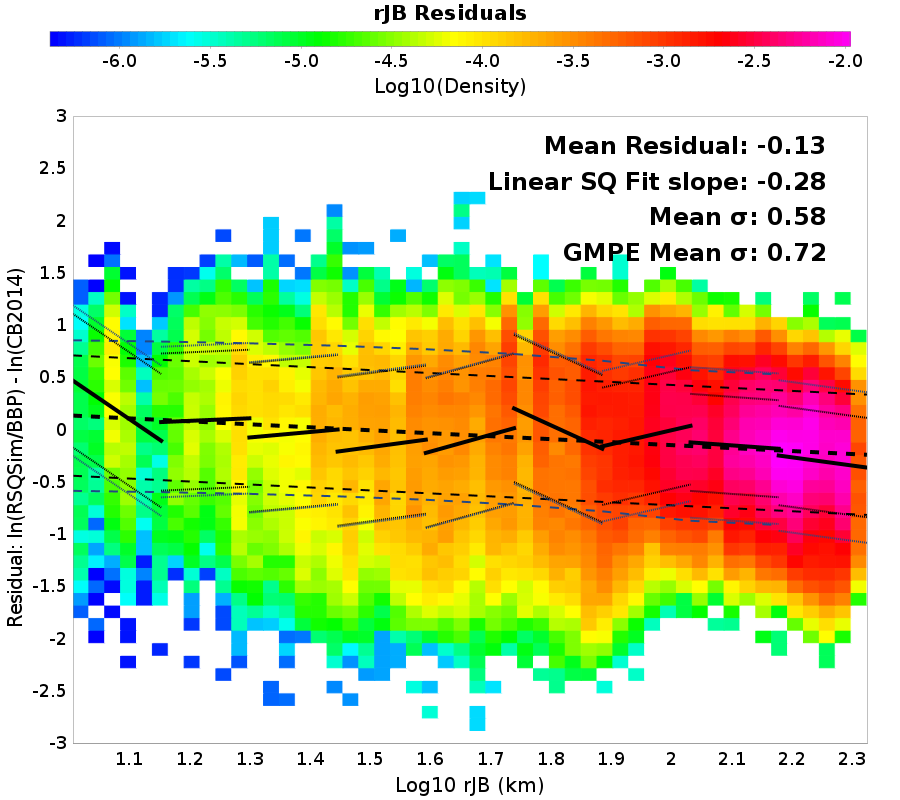 rJB Residuals
-6.0 -5.5 -5.0 -4.5 -4.0 -3.5 -3.0 -2.5 -2.0
Log10(Density)
Mean Residual: -0.13
Linear SQ Fit slope: -0.28
Mean σ: 0.58
GMPE Mean σ: 0.72
Residual: ln(RSQSim/BBP) - ln(CB2014)
3
2.5
2
1.5
1
0.5
0
-0.5
-1
-1.5
-2
-2.5
-3
1.1 1.2 1.3 1.4 1.5 1.6 1.7 1.8 1.9 2 2.1 2.2 2.3
Log10 rJB (km)